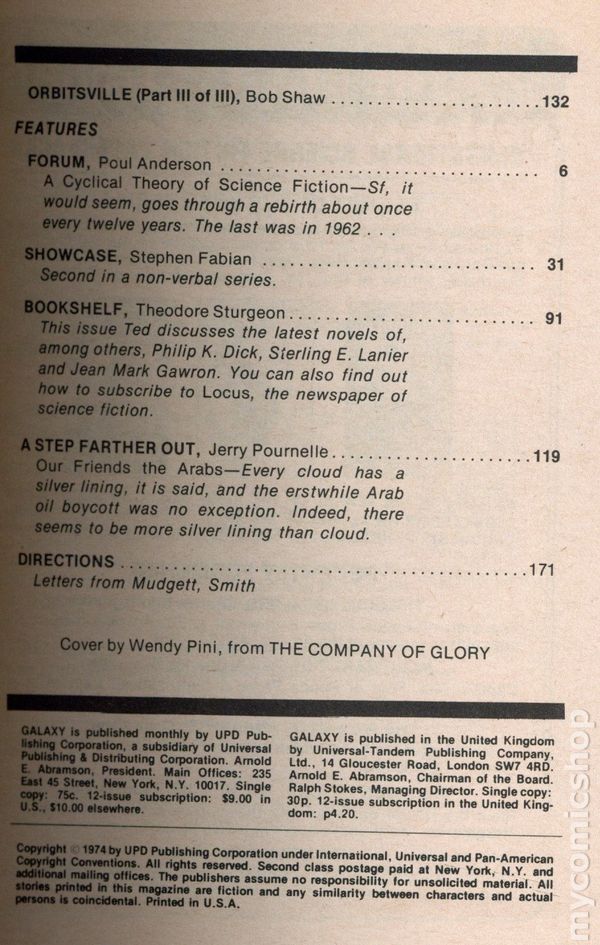 ORBITSVILLE (Part III of III), Bob Shaw ........................132
FEATURES
FORUM, Poul Anderson .................................... 6
A Cyclical Theory of Science Fiction—Sf, it
would seem, goes through a rebirth about once
every twelve years. The last was in 1962 . . .
SHOWCASE, Stephen Fabian ............................... 31
Second in a non-verbal series.
BOOKSHELF, Theodore Sturgeon............................ 91
This issue Ted discusses the latest novels of,
among others, Philip K. Dick, Sterling E. Lanier
and Jean Mark Gawron. You can also find out
how to subscribe to Locus, the newspaper of
science fiction.
A STEP FARTHER OUT, Jerry Pournelle.......................119
Our Friends the Arabs—Every cloud has a
silver lining, it is said, and the erstwhile Arab
oil boycott was no exception. Indeed, there
seems to be more silver lining than cloud.
DIRECTIONS ..............................................171
Letters from Mudgett, Smith
Cover by Wendy Pini, from THE COMPANY OF GLORY
GALAXY is published monthly by UPD Pub-
lishing Corporation, a subsidiary of Universal
Publishing & Distributing Corporation. Arnold
E. Abramson, President. Main Offices: 235
East 45 Street, New York, N.Y. 10017. Single
copy: 75c. 12-issue subscription: $9.00 in
U.S., $10.00 elsewhere.
GALAXY is published in the United Kingdom
by Universal-Tandem Publishing Company,
Ltd., 14 Gloucester Road, London SW7 4RD.
Arnold E. Abramson, Chairman of the Board.
Ralph Stokes, Managing Director. Single copy:
30p. 12-issue subscription in the United King-
dom: p4.20.
Copyright © 1974 by UPD Publishing Corporation under International, Universal and Pan-American
Copyright Conventions. All rights reserved. Second class postage paid at New York, N.Y. and
additional mailing offices. The publishers assume no responsibility for unsolicited material. All
stories printed in this magazine are fiction and any similarity between characters and actual
persons is coincidental. Printed in U.S.A.
mycomicshop